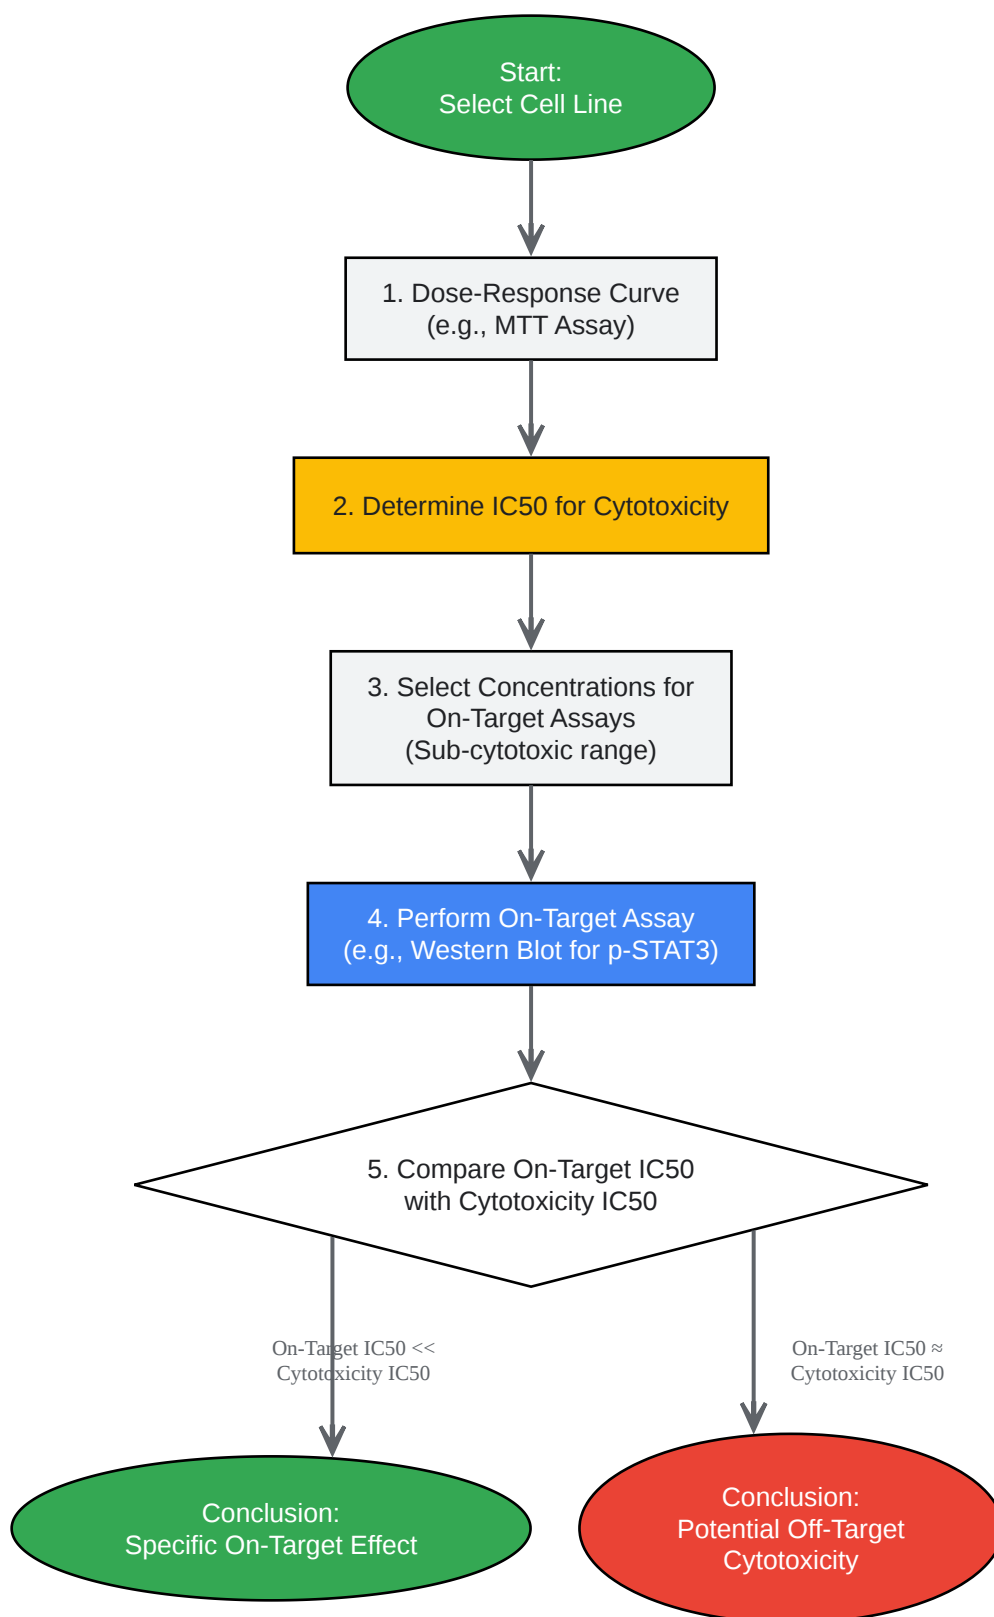 Start:
Select Cell Line
1. Dose-Response Curve
(e.g., MTT Assay)
2. Determine IC50 for Cytotoxicity
3. Select Concentrations for
On-Target Assays
(Sub-cytotoxic range)
4. Perform On-Target Assay
(e.g., Western Blot for p-STAT3)
5. Compare On-Target IC50
with Cytotoxicity IC50
On-Target IC50 <<
Cytotoxicity IC50
On-Target IC50 ≈
Cytotoxicity IC50
Conclusion:
Specific On-Target Effect
Conclusion:
Potential Off-Target
Cytotoxicity